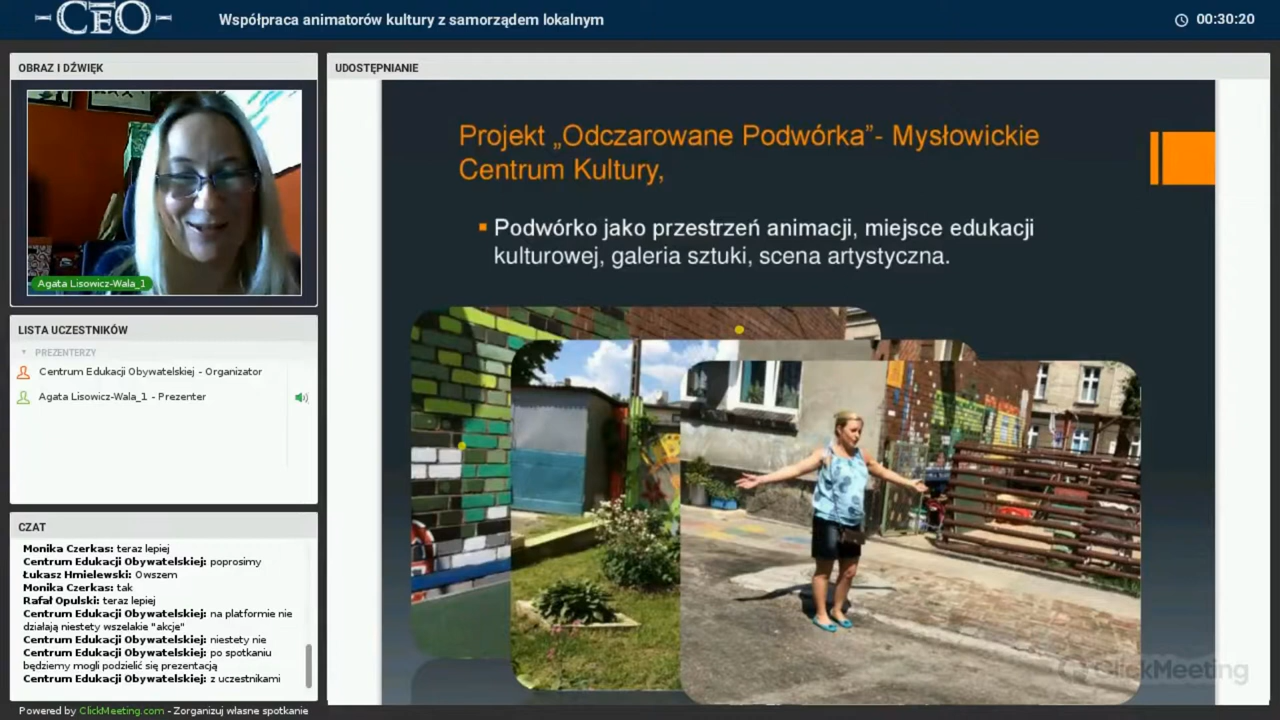 CEO
Współpraca animatorów kultury z samorządem lokalnym
00:30:20
OBRAZ I DŹWIĘK
Agata Lisowicz-Wala_1
LISTA UCZESTNIKÓW
PREZENTERZY
Centrum Edukacji Obywatelskiej - Organizator
Agata Lisowicz-Wala_1 - Prezenter
CZAT
Monika Czerkas: teraz lepiej
Centrum Edukacji Obywatelskiej: poprosimy
Łukasz Hmielewski: Owszem
Monika Czerkas: tak
Rafał Opulski: teraz lepiej
Centrum Edukacji Obywatelskiej: na platformie nie
działają niestety wszelakie "akcje"
Centrum Edukacji Obywatelskiej: niestety nie
Centrum Edukacji Obywatelskiej: po spotkaniu
będziemy mogli podzielić się prezentacją
Centrum Edukacji Obywatelskiej: z uczestnikami
Powered by ClickMeeting.com - Zorganizuj własne spotkanie
UDOSTĘPNIANIE
Projekt „Odczarowane Podwórka”- Mysłowickie
Centrum Kultury,
Podwórko jako przestrzeń animacji, miejsce edukacji
kulturowej, galeria sztuki, scena artystyczna.
ClickMeeting